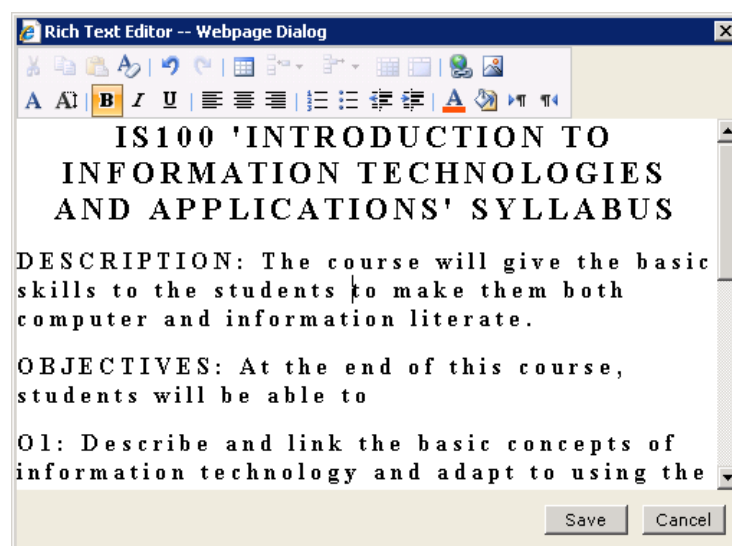 Rich Text Editor -- Webpage Dialog
IS100 'INTRODUCTION TO
INFORMATION TECHNOLOGIES
AND APPLICATIONS' SYLLABUS
DESCRIPTION: The course will give the basic
skills to the students to make them both
computer and information literate.
OBJECTIVES: At the end of this course,
students will be able to
O1: Describe and link the basic concepts of
information technology and adapt to using the
Save Cancel